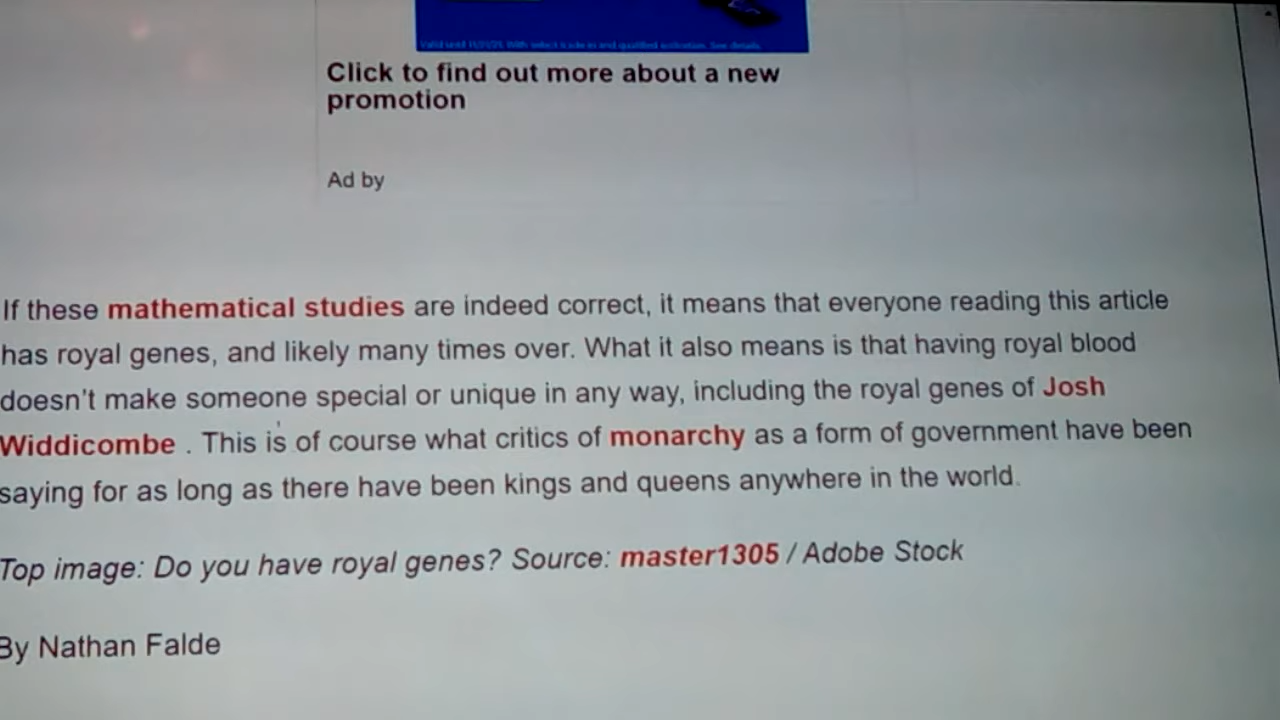 Click to find out more about a new
promotion
Ad by
If these mathematical studies are indeed correct, it means that everyone reading this article
has royal genes, and likely many times over. What it also means is that having royal blood
doesn't make someone special or unique in any way, including the royal genes of Josh
Widdicombe . This is of course what critics of monarchy as a form of government have been
saying for as long as there have been kings and queens anywhere in the world.
Top image: Do you have royal genes? Source: master1305 / Adobe Stock
By Nathan Falde